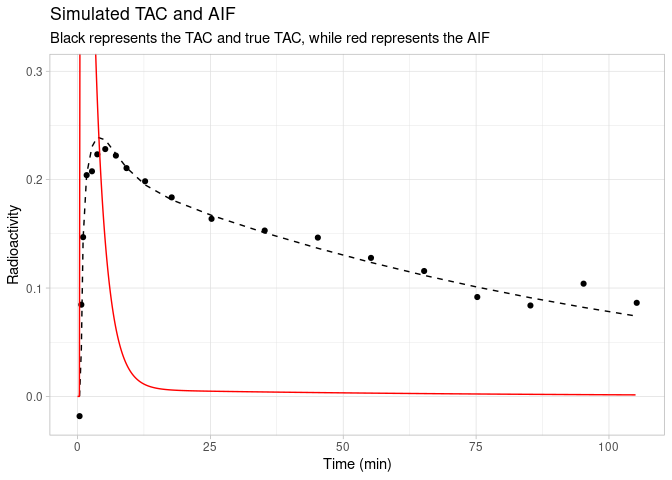 Simulated TAC and AIF
Black represents the TAC and true TAC, while red represents the AIF
0.3
0.2
0.1
0.0
Radioactivity
0 25 50 75 100
Time (min)